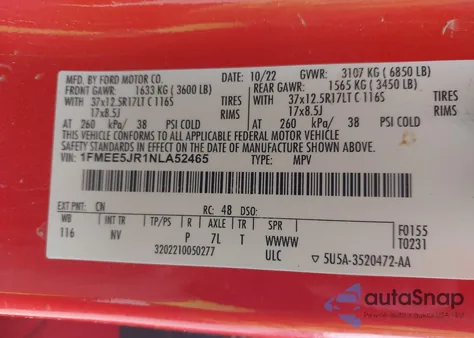 MFD. BY FORD MOTOR CO. 10/22 GVWR: 3107 KG (6850 LB)
FRONT GAWR: 1633 KG (3600 LB) REAR GAWR: 1565 KG (3450 LB)
WITH 37x12.5R17LT C 116S TIRES WITH 37x12.5R17LT C 116S TIRES
17x8.5J RIMS 17x8.5J RIMS
AT 260 kPa/ 38 PSI COLD AT 260 kPa/ 38 PSI COLD
THIS VEHICLE CONFORMS TO ALL APPLICABLE FEDERAL MOTOR VEHICLE
SAFETY STANDARDS IN EFFECT ON THE DATE OF MANUFACTURE SHOWN ABOVE.
VIN: 1FMEE5JR1NLA52465 TYPE: MPV
EXT PNT: CN RC: 48 DSO: F0155
WB INT TR TP/PS R AXLE TR SPR T0231
116 NV P 7L T WWWW
3202210050277 ULC ▽ 5U5A-3520472-AA
autoSnap